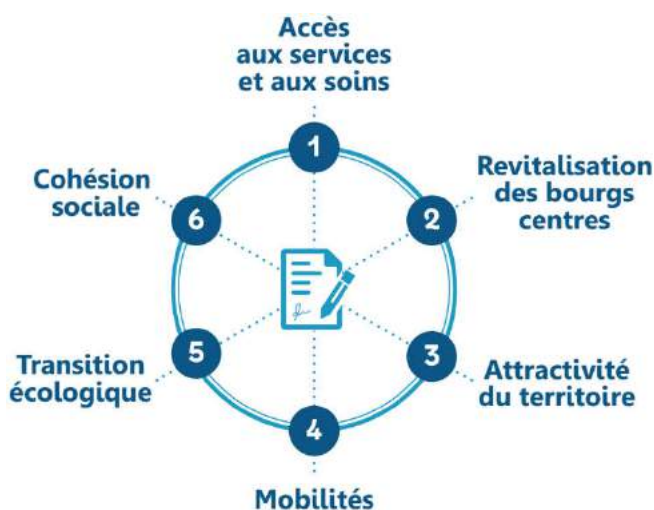 Accès
aux services
et aux soins
1
Revitalisation
des bourgs
centres
2
3
Attractivité
du territoire
4
Mobilités
5
Transition
écologique
6
Cohésion
sociale